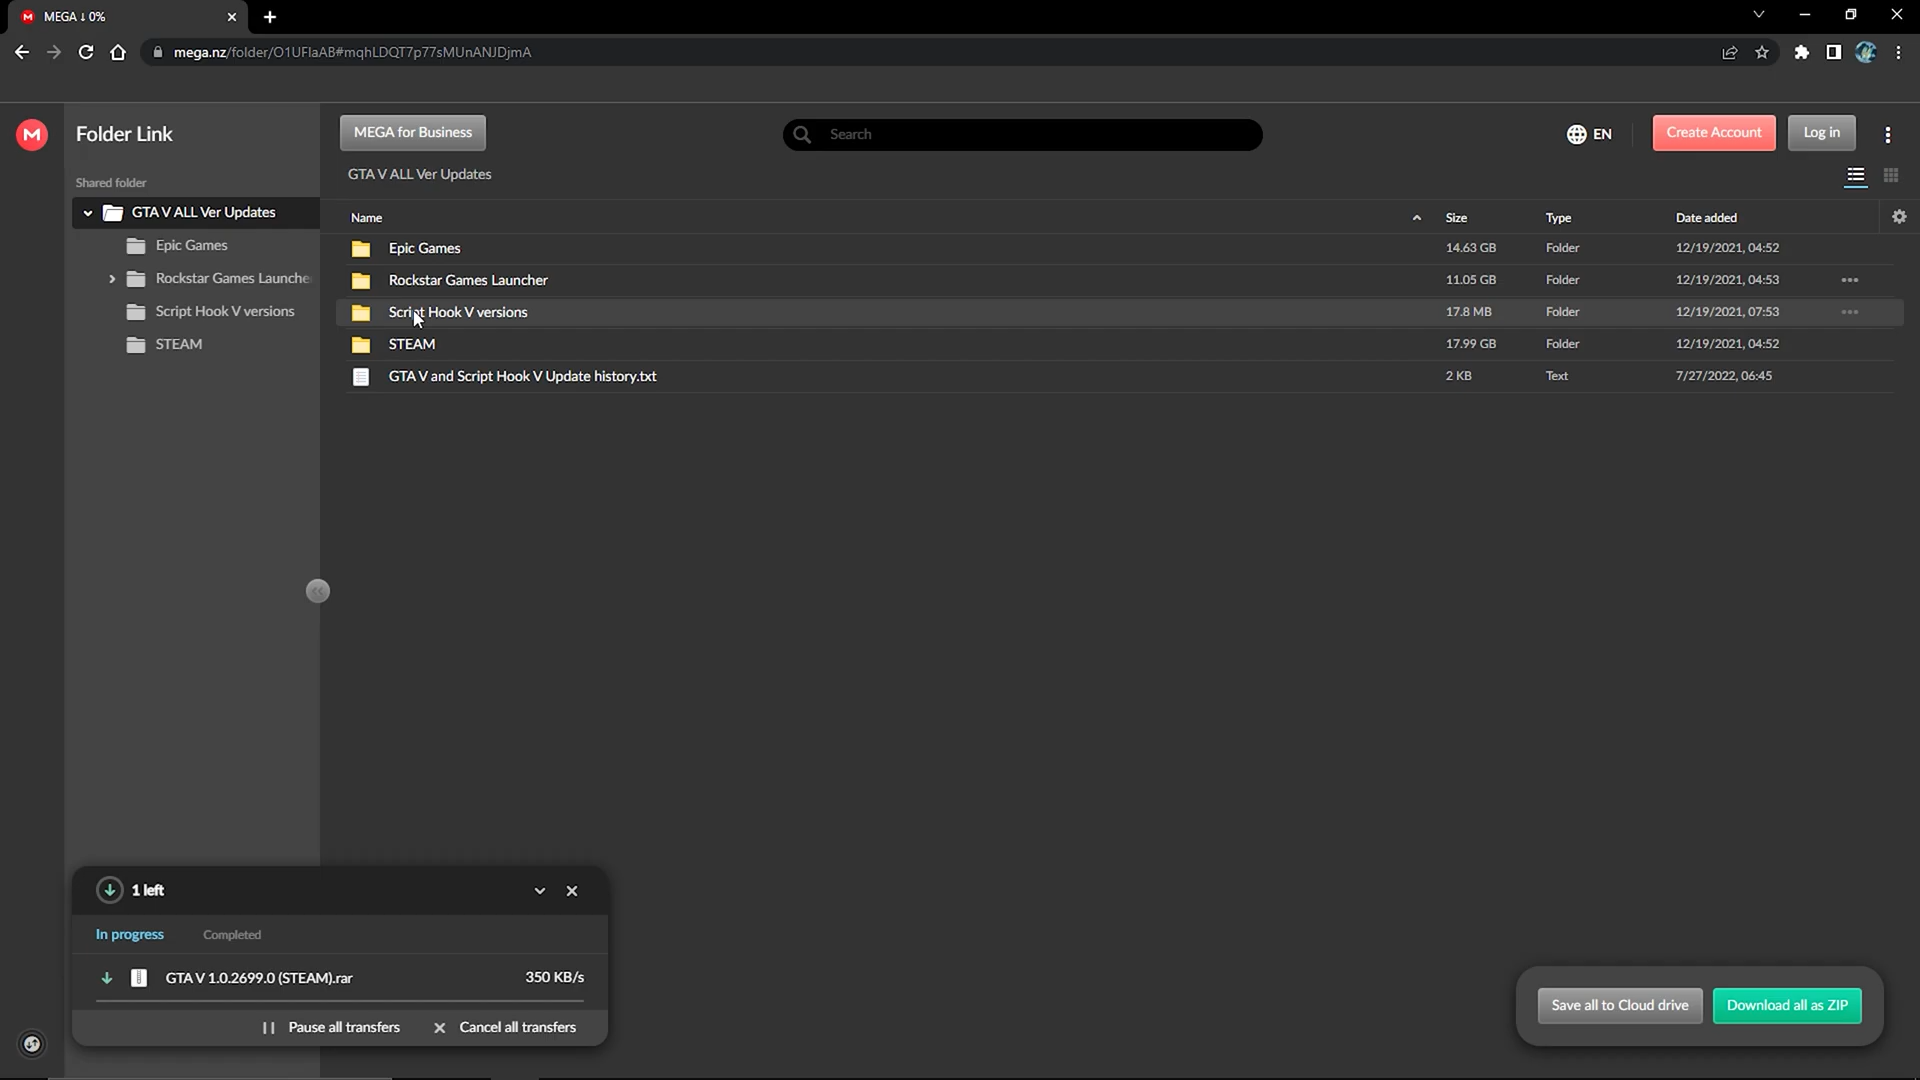 MEGA ↓ 0%
mega.nz/folder/O1UFlaAB#mqhLDQT7p77sMUnANJDjmA
M
Folder Link
MEGA for Business
Search
EN
Create Account
Log in
Shared folder
GTA V ALL Ver Updates
GTA V ALL Ver Updates
Epic Games
Rockstar Games Launche
Script Hook V versions
STEAM
Name Size Type Date added
Epic Games 14.63 GB Folder 12/19/2021, 04:52
Rockstar Games Launcher 11.05 GB Folder 12/19/2021, 04:53
Script Hook V versions 17.8 MB Folder 12/19/2021, 07:53
STEAM 17.99 GB Folder 12/19/2021, 04:52
GTA V and Script Hook V Update history.txt 2 KB Text 7/27/2022, 06:45
1 left
In progress Completed
GTA V 1.0.2699.0 (STEAM).rar 350 KB/s
Pause all transfers Cancel all transfers
Save all to Cloud drive Download all as ZIP